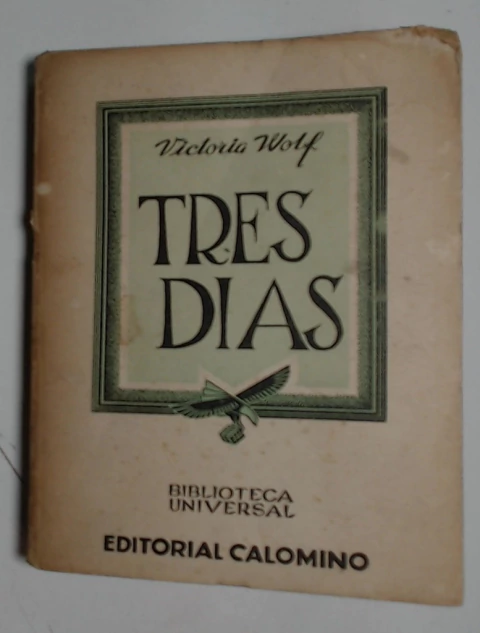 Victoria Wolf
TRES
DIAS
BIBLIOTECA
UNIVERSAL
EDITORIAL CALOMINO